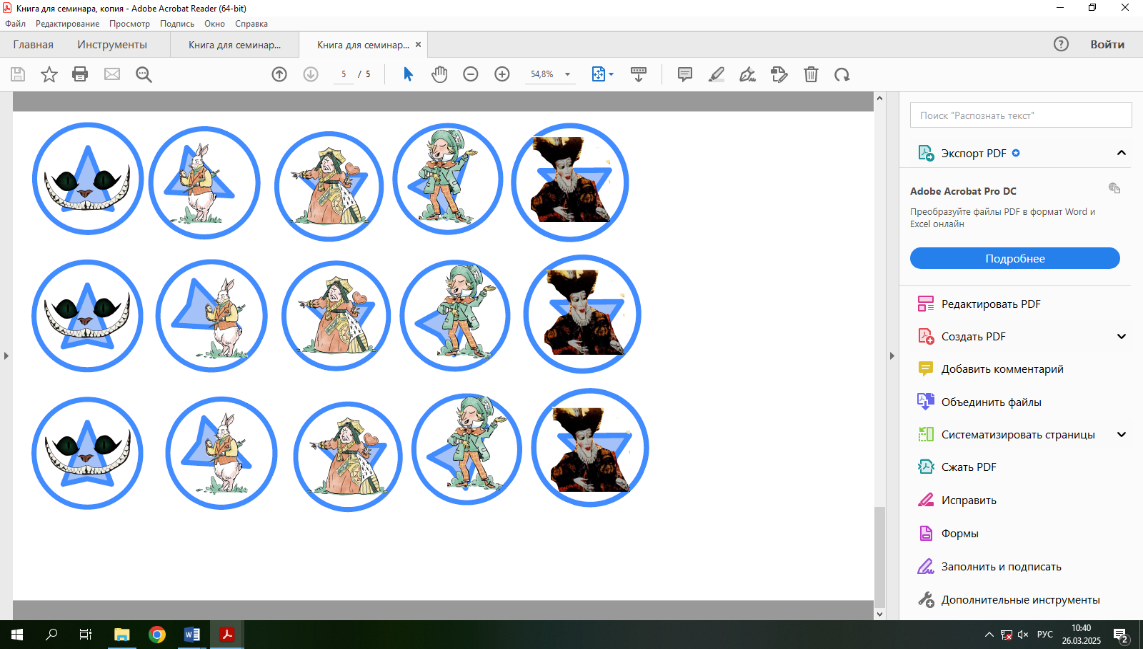 Книга для семинара, копия - Adobe Acrobat Reader (64-bit)
Файл Редактирование Просмотр Подпись Окно Справка
Главная Инструменты Книга для семинар... Книга для семинар... × Войти
5 / 5 54,8%
Поиск "Распознать текст"
Экспорт PDF
Adobe Acrobat Pro DC
Преобразуйте файлы PDF в формат Word и
Excel онлайн
Подробнее
Редактировать PDF
Создать PDF
Добавить комментарий
Объединить файлы
Систематизировать страницы
Сжать PDF
Исправить
Формы
Заполнить и подписать
Дополнительные инструменты
РУС
10:40
26.03.2025
2